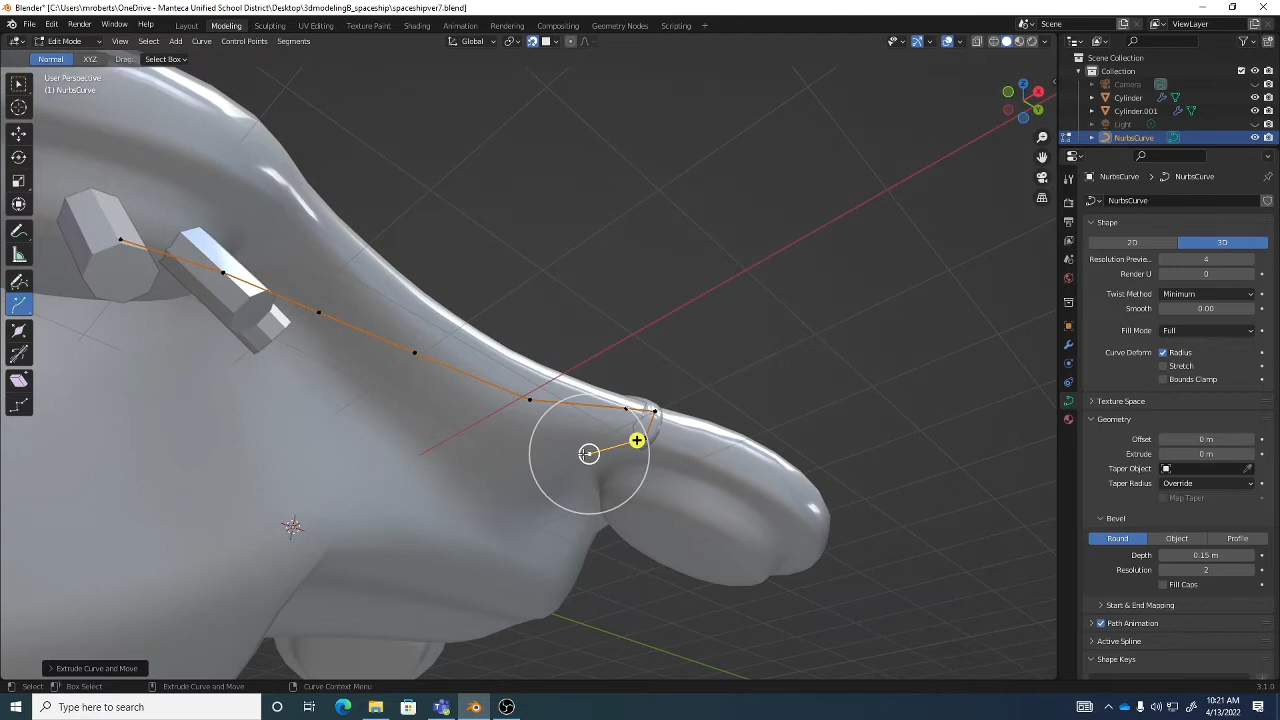 Blender* [C:\Users\mroberts\OneDrive - Manteca Unified School District\Desktop\3dmodeling8_spaceship\spaceshipver7.blend]
File Edit Render Window Help Layout Modeling Sculpting UV Editing Texture Paint Shading Animation Rendering Compositing Geometry Nodes Scripting + Scene ViewLayer
Edit Mode View Select Add Curve Control Points Segments Global
Normal XYZ Drag: Select Box
User Perspective
(1) NurbsCurve
Scene Collection
Collection
Camera
Cylinder
Cylinder.001
Light
NurbsCurve
NurbsCurve NurbsCurve
NurbsCurve
Shape
2D 3D
Resolution Previe.. 4
Render U 0
Twist Method Minimum
Smooth 0.00
Fill Mode Full
Curve Deform Radius
Stretch
Bounds Clamp
Texture Space
Geometry
Offset 0 m
Extrude 0 m
Taper Object
Taper Radius Override
Map Taper
Bevel
Round Object Profile
Depth 0.15 m
Resolution 2
Fill Caps
Start & End Mapping
Path Animation
Active Spline
Shape Keys
Extrude Curve and Move
Select Box Select Extrude Curve and Move Curve Context Menu 3.1.0
Type here to search
10:21 AM
4/13/2022